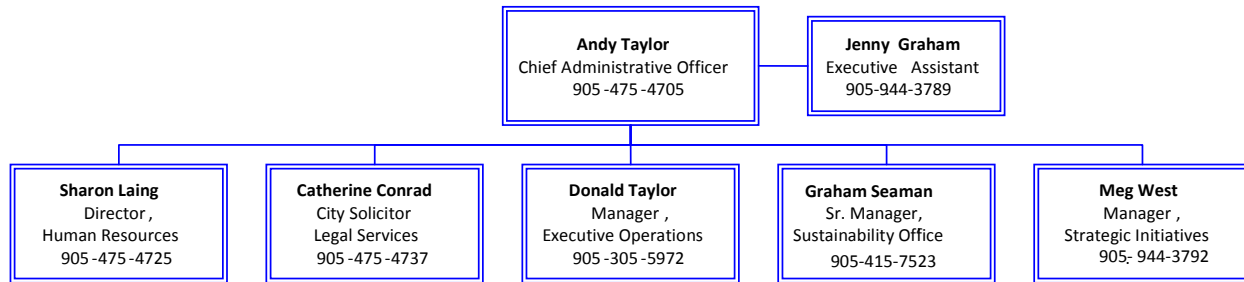 Andy Taylor
Chief Administrative Officer
905-475-4705
Jenny Graham
Executive Assistant
905-944-3789
Sharon Laing
Director,
Human Resources
905-475-4725
Catherine Conrad
City Solicitor
Legal Services
905-475-4737
Donald Taylor
Manager,
Executive Operations
905-305-5972
Graham Seaman
Sr. Manager,
Sustainability Office
905-415-7523
Meg West
Manager,
Strategic Initiatives
905-944-3792